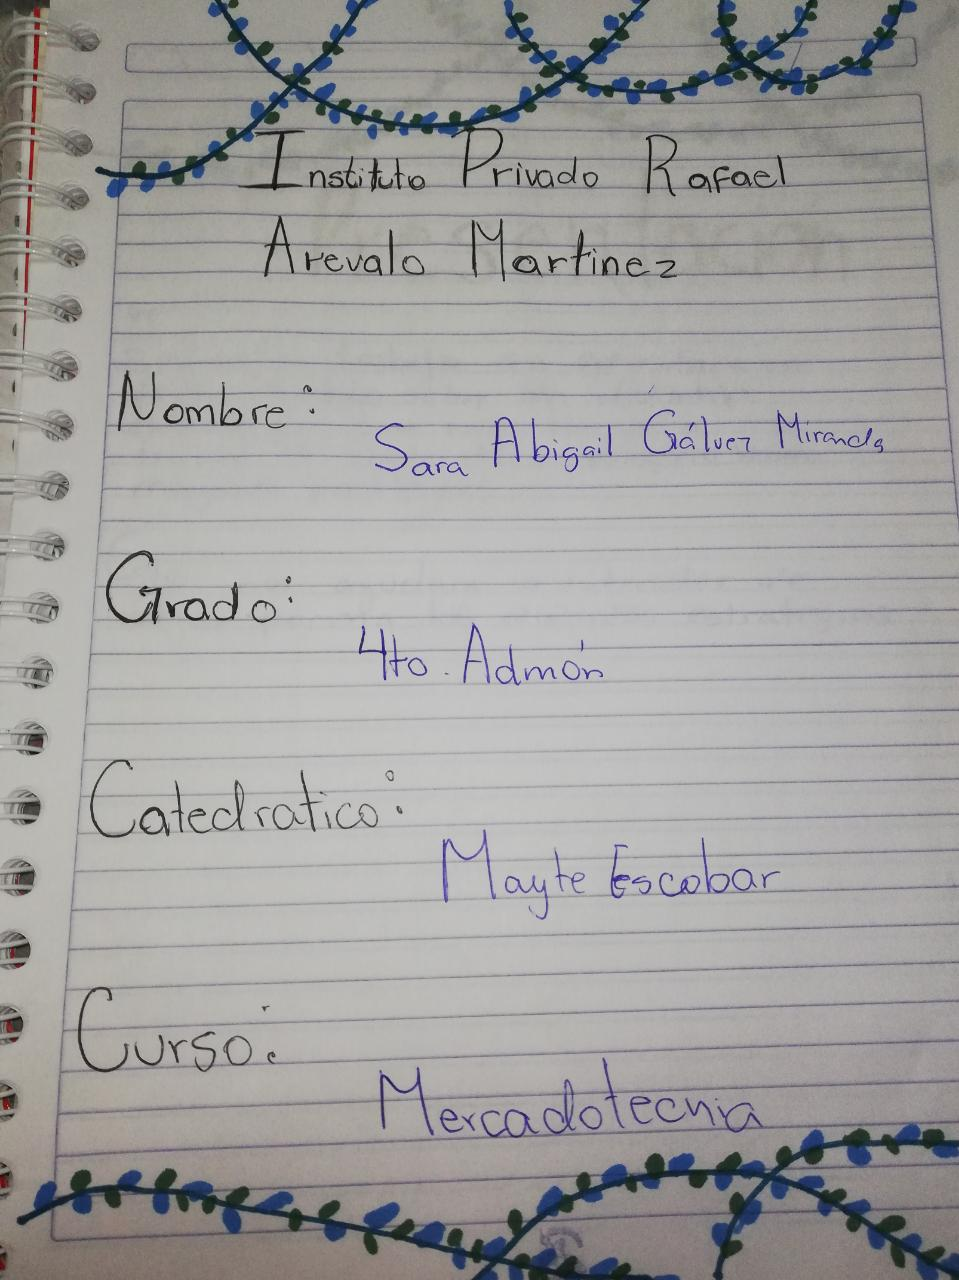 Instituto Privado Rafael
Arevalo Martinez
Nombre:
Sara Abigail Gálvez Miranda
Grado:
4to. Admón
Catedratico:
Mayte Escobar
Curso:
Mercadotecnia